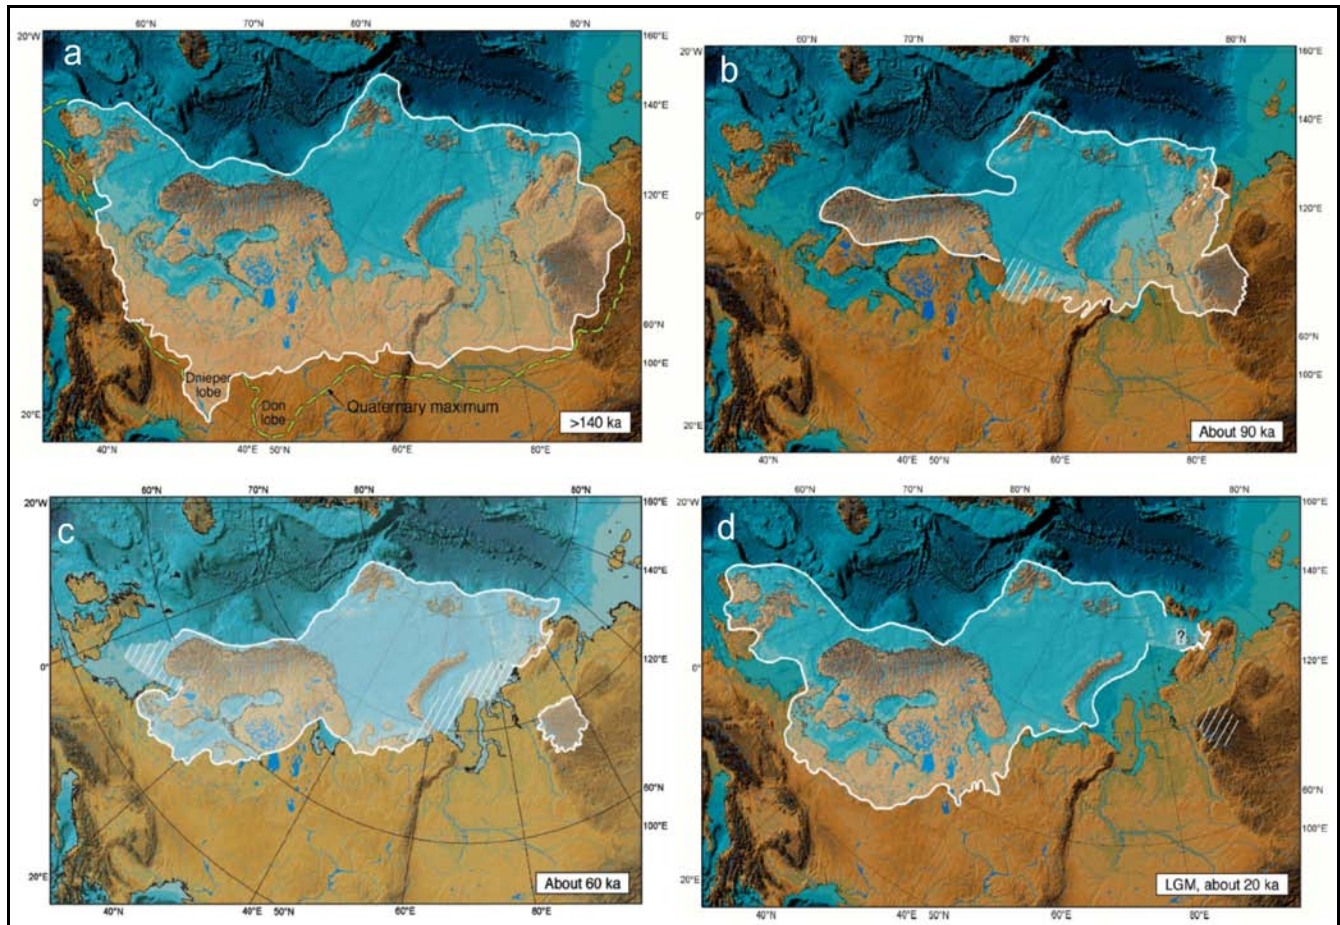 60°N
70°N
80°N
80°N
20°W
160°E
a
140°E
120°E
0°
60°N
100°E
Dnieper
lobe
Don
lobe
Quaternary maximum
>140 ka
20°E
40°N
40°E
50°N
60°E
80°E
60°N
70°N
80°N
80°N
20°W
160°E
b
140°E
120°E
0°
60°N
100°E
20°E
About 90 ka
40°N
40°E
50°N
60°E
80°E
60°N
70°N
80°N
80°N
20°W
160°E
c
140°E
120°E
0°
60°N
100°E
20°E
About 60 ka
40°N
40°E
50°N
60°E
80°E
60°N
70°N
80°N
80°N
20°W
160°E
d
140°E
?
120°E
0°
60°N
100°E
20°E
LGM, about 20 ka
40°N
40°E
50°N
60°E
80°E